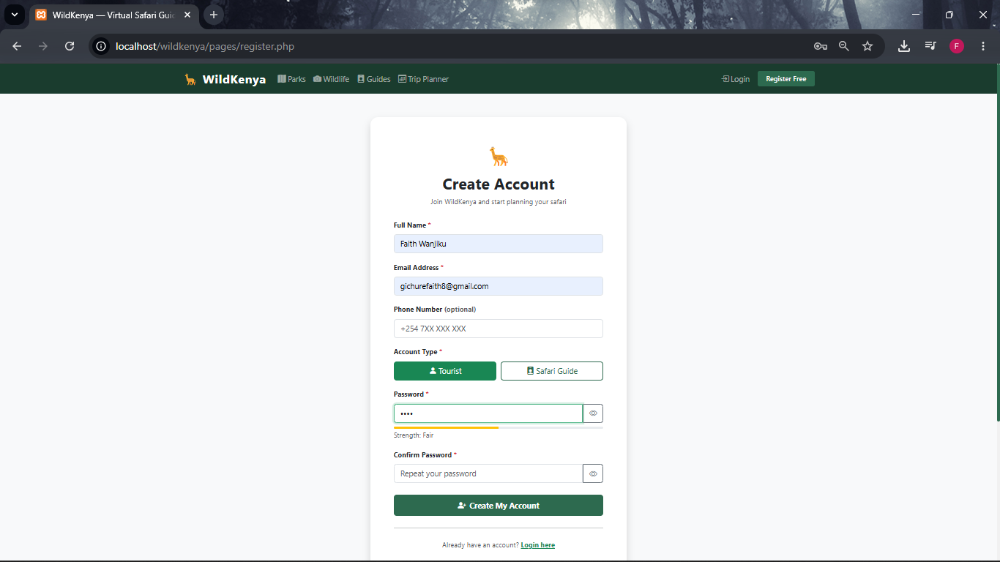 WildKenya — Virtual Safari Guid
localhost/wildkenya/pages/register.php
F
WildKenya Parks Wildlife Guides Trip Planner Login Register Free
Create Account
Join WildKenya and start planning your safari
Full Name *
Faith Wanjiku
Email Address *
gichurefaith8@gmail.com
Phone Number (optional)
+254 7XX XXX XXX
Account Type *
Tourist Safari Guide
Password *
••••
Strength: Fair
Confirm Password *
Repeat your password
Create My Account
Already have an account? Login here